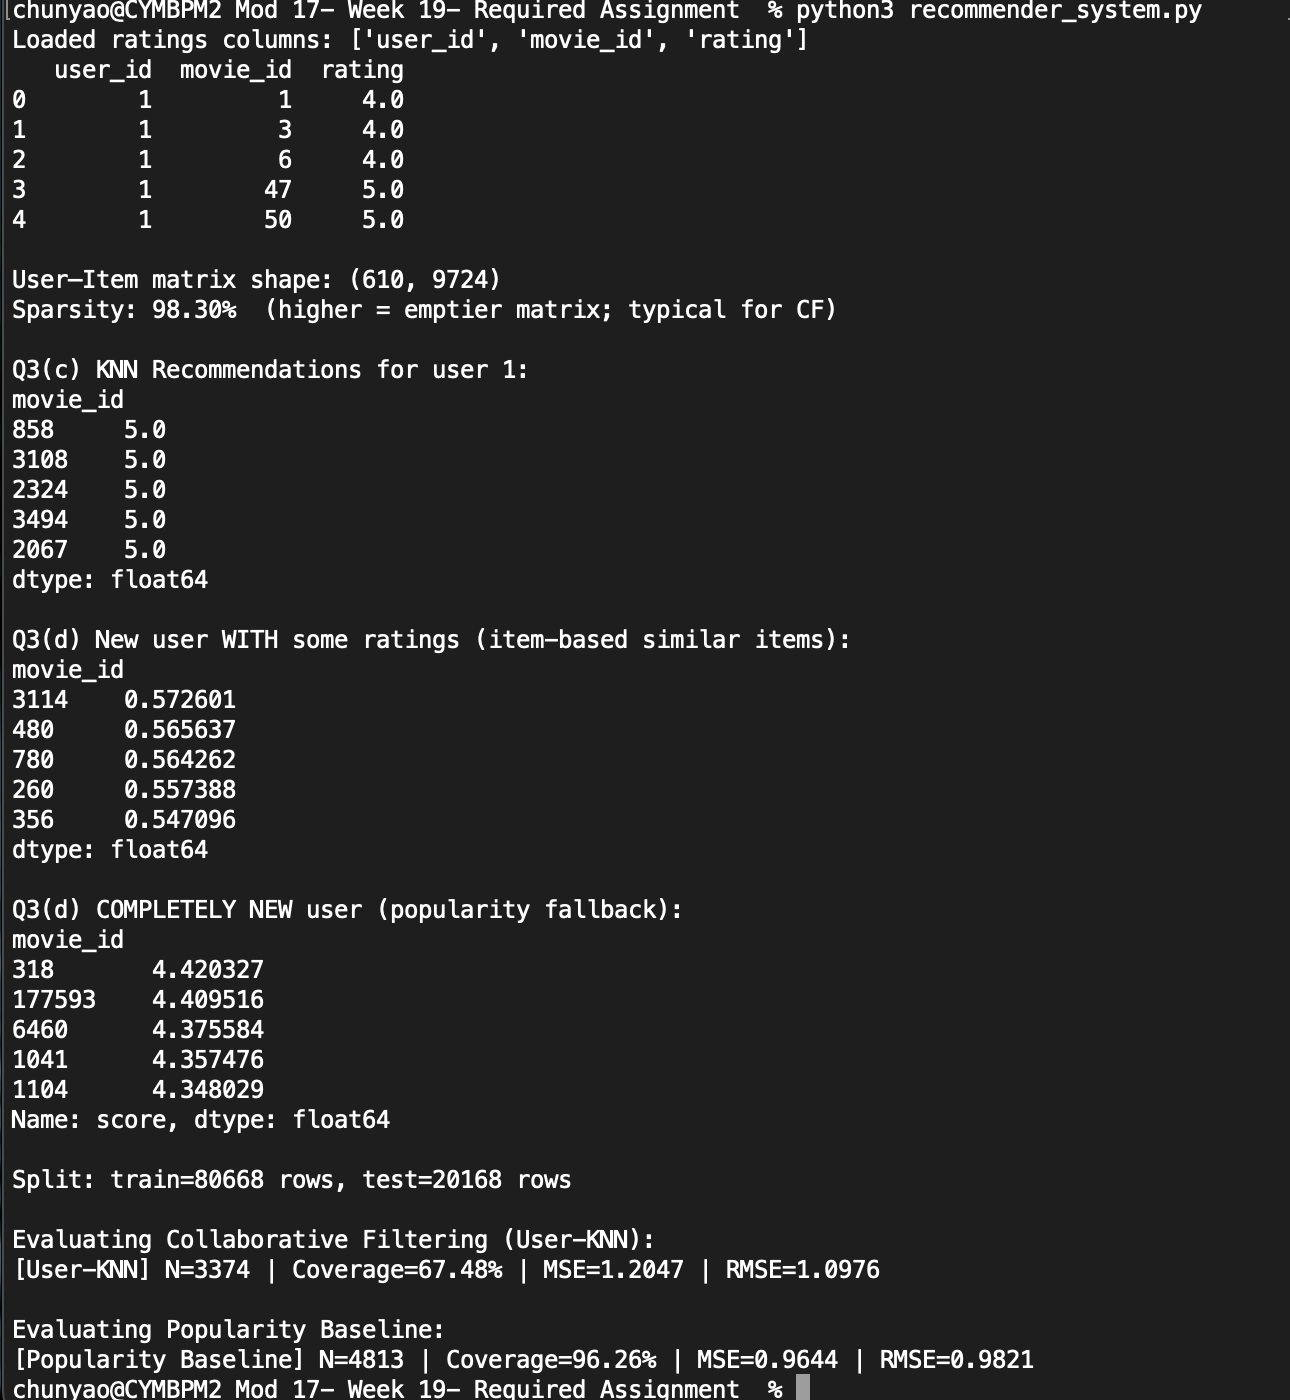 chunyao@CYMBPM2 Mod 17- Week 19- Required Assignment  % python3 recommender_system.py
Loaded ratings columns: ['user_id', 'movie_id', 'rating']
   user_id  movie_id  rating
0        1         1     4.0
1        1         3     4.0
2        1         6     4.0
3        1        47     5.0
4        1        50     5.0

User–Item matrix shape: (610, 9724)
Sparsity: 98.30%  (higher = emptier matrix; typical for CF)

Q3(c) KNN Recommendations for user 1:
movie_id
858     5.0
3108    5.0
2324    5.0
3494    5.0
2067    5.0
dtype: float64

Q3(d) New user WITH some ratings (item-based similar items):
movie_id
3114    0.572601
480     0.565637
780     0.564262
260     0.557388
356     0.547096
dtype: float64

Q3(d) COMPLETELY NEW user (popularity fallback):
movie_id
318       4.420327
177593    4.409516
6460      4.375584
1041      4.357476
1104      4.348029
Name: score, dtype: float64

Split: train=80668 rows, test=20168 rows

Evaluating Collaborative Filtering (User-KNN):
[User-KNN] N=3374 | Coverage=67.48% | MSE=1.2047 | RMSE=1.0976

Evaluating Popularity Baseline:
[Popularity Baseline] N=4813 | Coverage=96.26% | MSE=0.9644 | RMSE=0.9821
chunyao@CYMBPM2 Mod 17- Week 19- Required Assignment  %